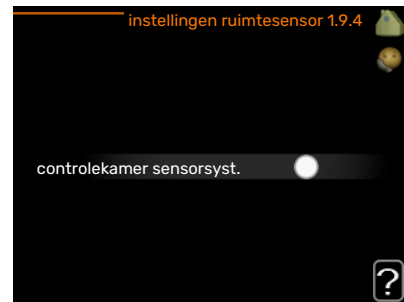 instellingen ruimtesensor 1.9.4
controlekamer sensorsyst.
?